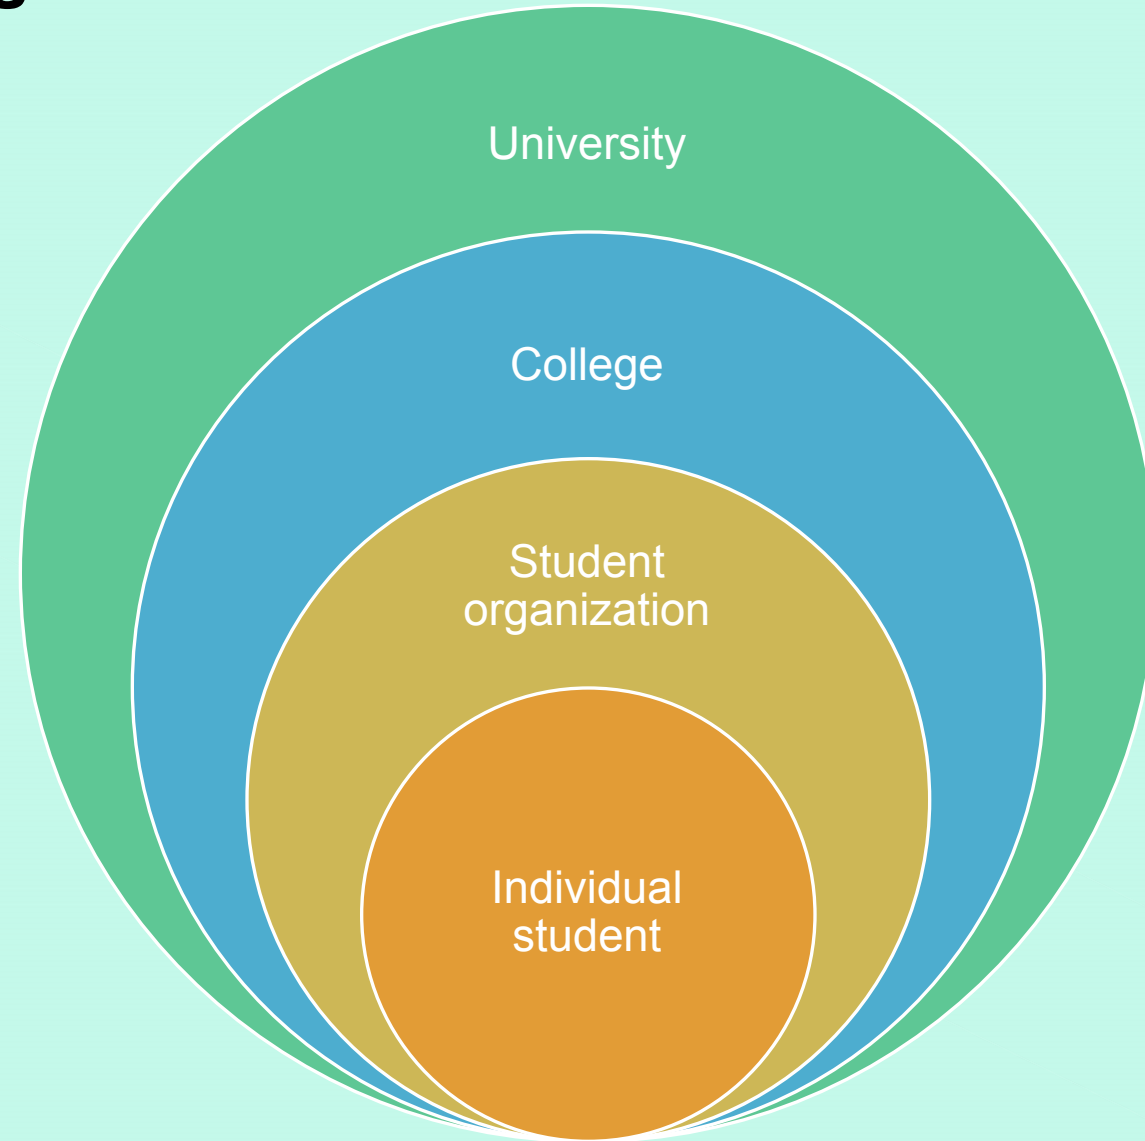 University
College
Student
organization
Individual
student